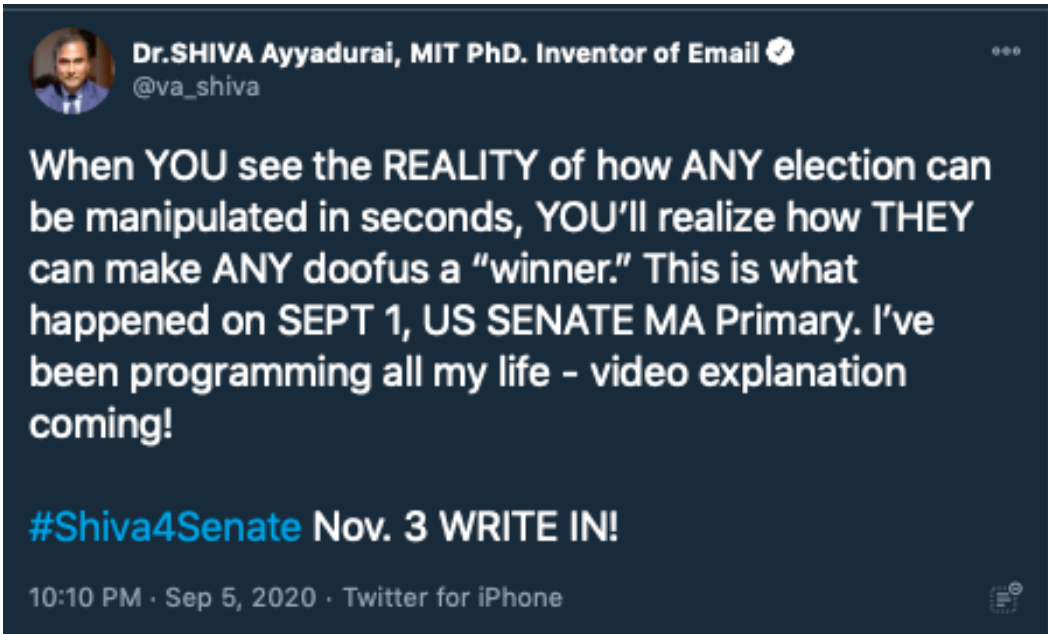 Dr.SHIVA Ayyadurai, MIT PhD. Inventor of Email
@va_shiva
When YOU see the REALITY of how ANY election can
be manipulated in seconds, YOU’ll realize how THEY
can make ANY doofus a “winner.” This is what
happened on SEPT 1, US SENATE MA Primary. I’ve
been programming all my life - video explanation
coming!
#Shiva4Senate Nov. 3 WRITE IN!
10:10 PM · Sep 5, 2020 · Twitter for iPhone